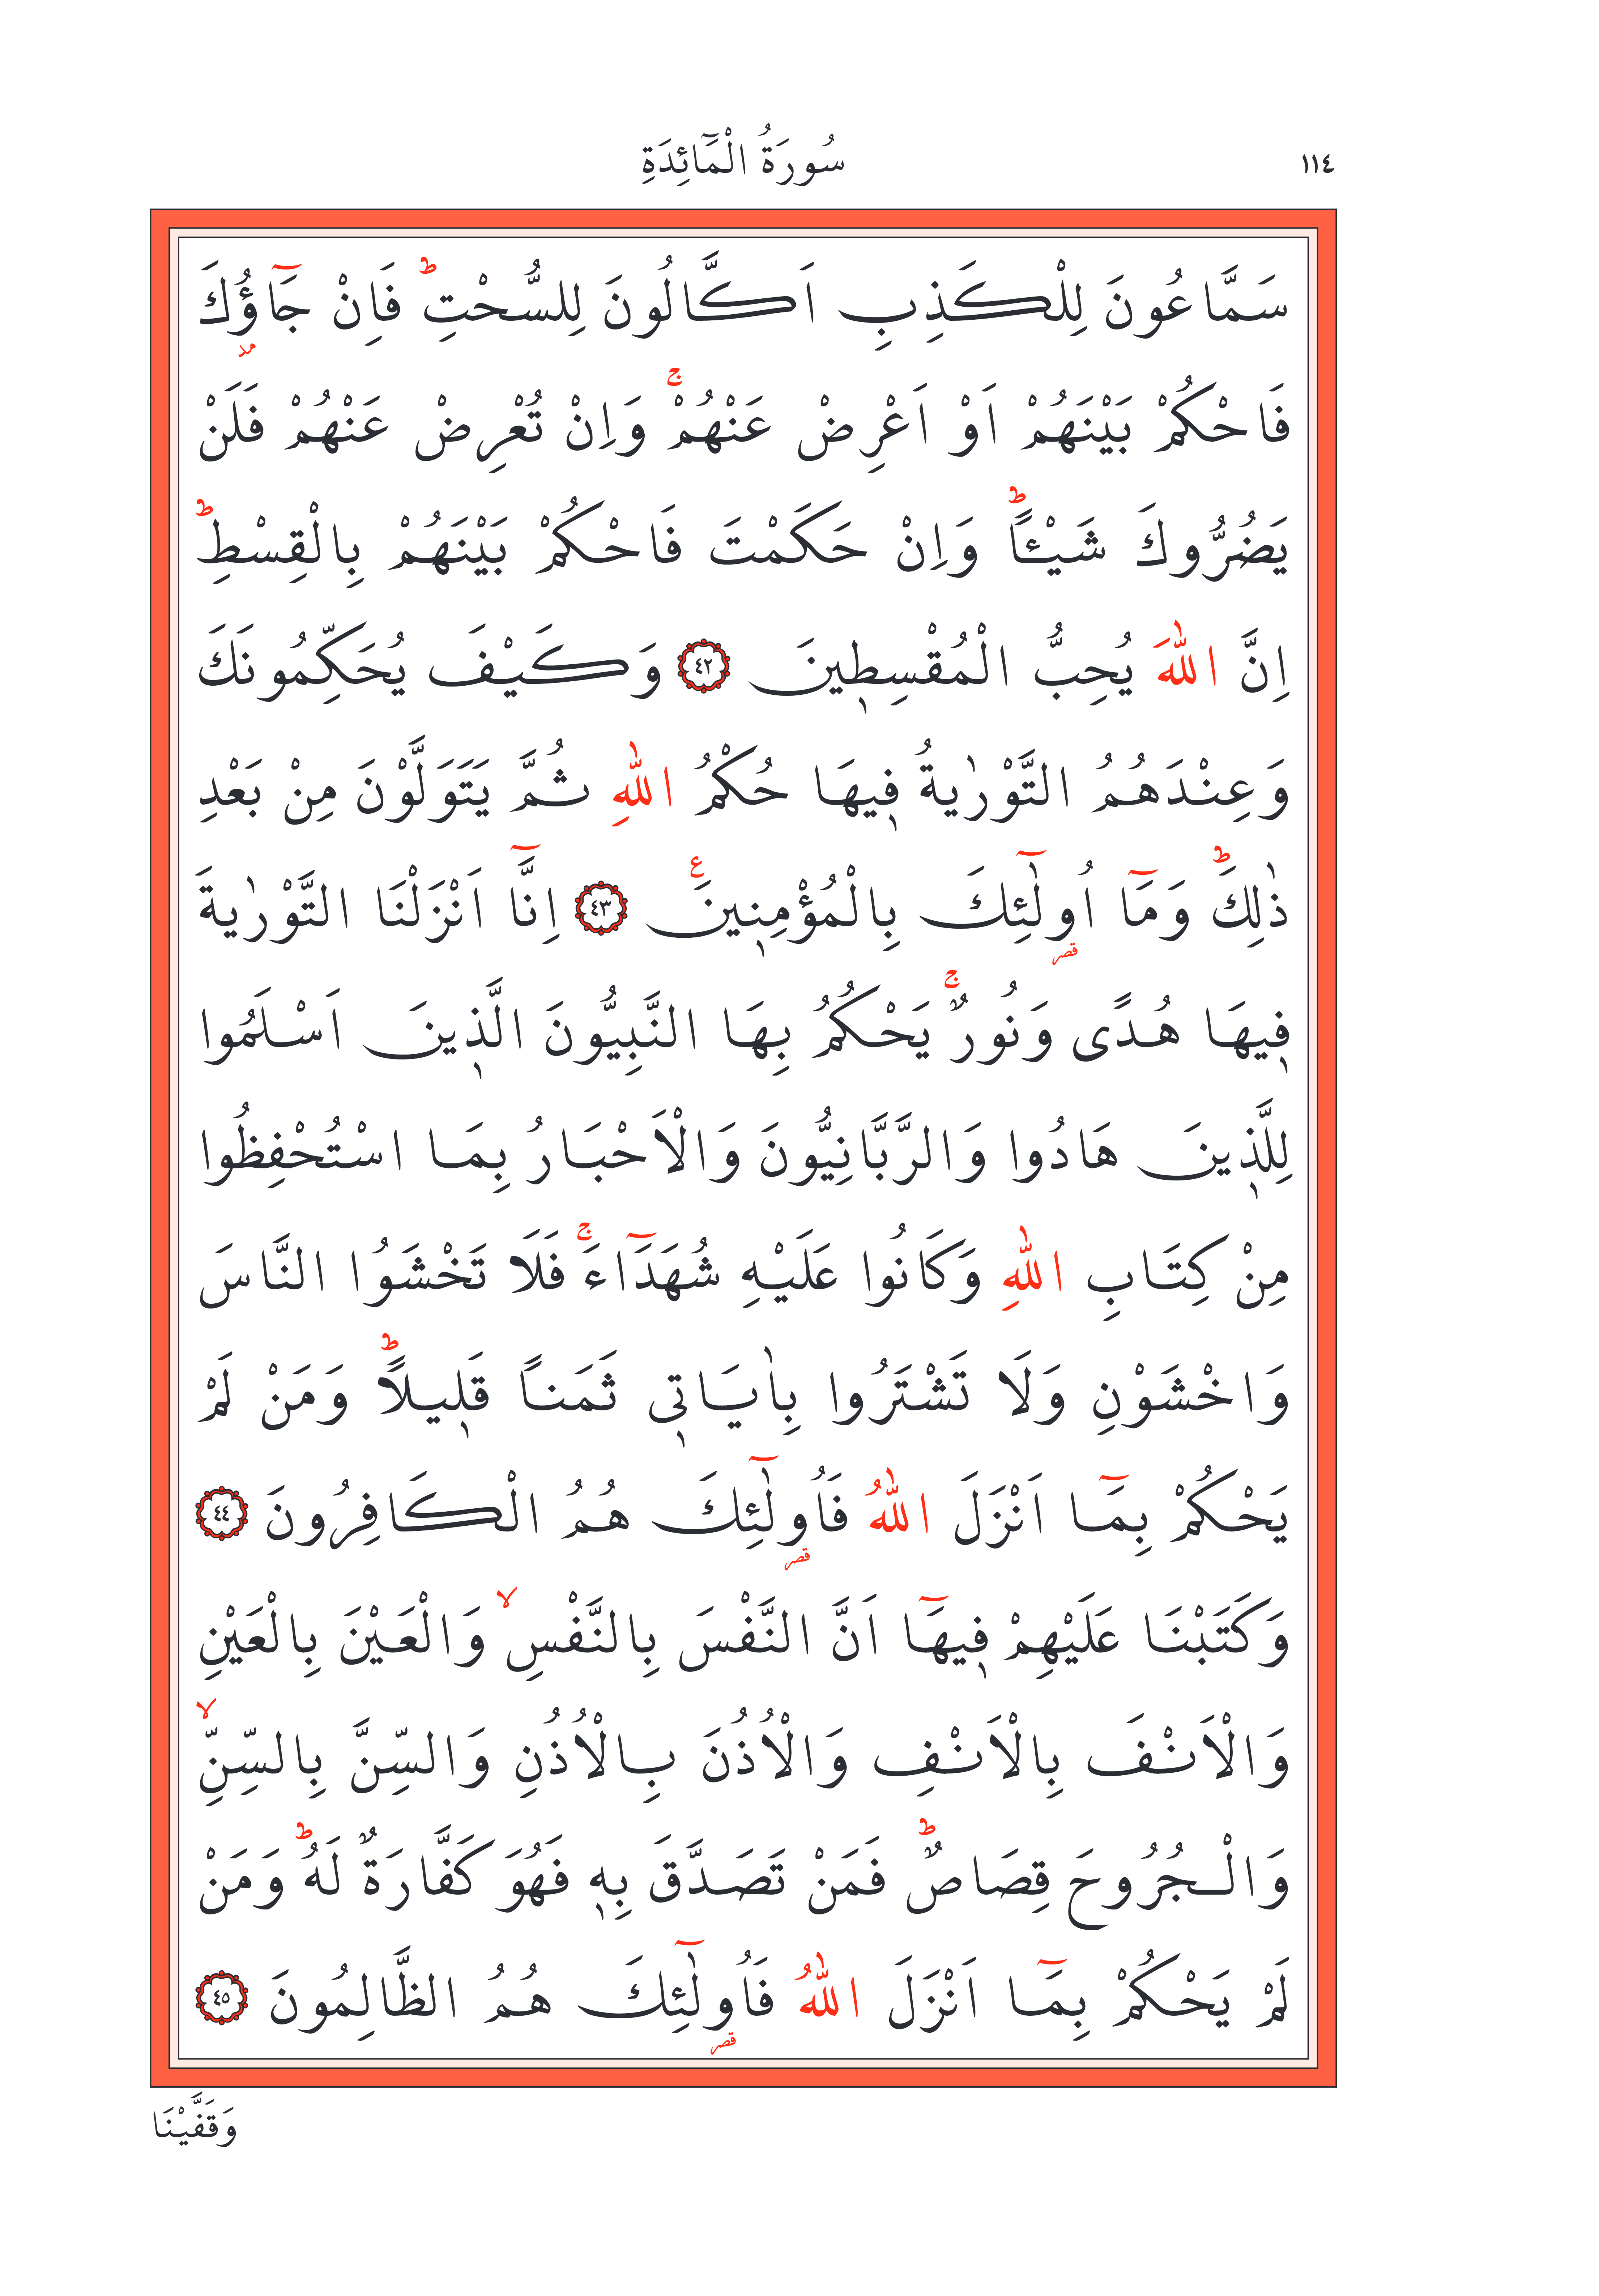 سُورَةُ الْمَٓائِدَةِ ١١٤
سَمَّاعُونَ لِلْكَذِبِ اَكَّالُونَ لِلسُّحْتِۜ فَاِنْ جَٓاؤُ۫كَ
فَاحْكُمْ بَيْنَهُمْ اَوْ اَعْرِضْ عَنْهُمْۚ وَاِنْ تُعْرِضْ عَنْهُمْ فَلَنْ
يَضُرُّوكَ شَيْـًٔاۜ وَاِنْ حَكَمْتَ فَاحْكُمْ بَيْنَهُمْ بِالْقِسْطِۜ
اِنَّ اللّٰهَ يُحِبُّ الْمُقْسِط۪ينَ ﴿٤٢﴾ وَكَيْفَ يُحَكِّمُونَكَ
وَعِنْدَهُمُ التَّوْرٰيةُ ف۪يهَا حُكْمُ اللّٰهِ ثُمَّ يَتَوَلَّوْنَ مِنْ بَعْدِ
ذٰلِكَۜ وَمَٓا اُو۬لٰٓئِكَ بِالْمُؤْمِن۪ينَ۟ ﴿٤٣﴾ اِنَّٓا اَنْزَلْنَا التَّوْرٰيةَ
ف۪يهَا هُدًى وَنُورٌۚ يَحْكُمُ بِهَا النَّبِيُّونَ الَّذ۪ينَ اَسْلَمُوا
لِلَّذ۪ينَ هَادُوا وَالرَّبَّانِيُّونَ وَالْاَحْبَارُ بِمَا اسْتُحْفِظُوا
مِنْ كِتَابِ اللّٰهِ وَكَانُوا عَلَيْهِ شُهَدَٓاءَۚ فَلَا تَخْشَوُا النَّاسَ
وَاخْشَوْنِ وَلَا تَشْتَرُوا بِاٰيَات۪ي ثَمَنًا قَل۪يلًاۜ وَمَنْ لَمْ
يَحْكُمْ بِمَٓا اَنْزَلَ اللّٰهُ فَاُو۬لٰٓئِكَ هُمُ الْكَافِرُونَ ﴿٤٤﴾
وَكَتَبْنَا عَلَيْهِمْ ف۪يهَٓا اَنَّ النَّفْسَ بِالنَّفْسِۙ وَالْعَيْنَ بِالْعَيْنِ
وَالْاَنْفَ بِالْاَنْفِ وَالْاُذُنَ بِالْاُذُنِ وَالسِّنَّ بِالسِّنِّۙ
وَالْجُرُوحَ قِصَاصٌۜ فَمَنْ تَصَدَّقَ بِه۪ فَهُوَ كَفَّارَةٌ لَهُۜ وَمَنْ
لَمْ يَحْكُمْ بِمَٓا اَنْزَلَ اللّٰهُ فَاُو۬لٰٓئِكَ هُمُ الظَّالِمُونَ ﴿٤٥﴾
وَقَفَّيْنَا